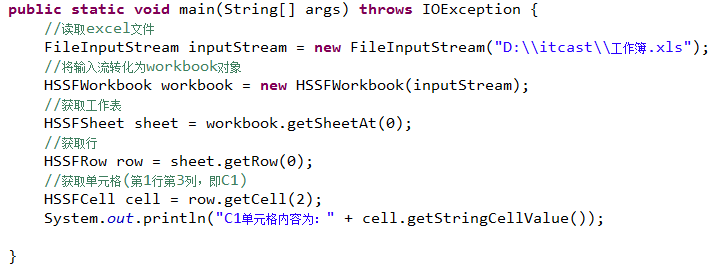 public static void main(String[] args) throws IOException {
//读取excel文件
FileInputStream inputStream = new FileInputStream("D:\\itcast\\工作簿.xls");
//将输入流转化为workbook对象
HSSFWorkbook workbook = new HSSFWorkbook(inputStream);
//获取工作表
HSSFSheet sheet = workbook.getSheetAt(0);
//获取行
HSSFRow row = sheet.getRow(0);
//获取单元格(第1行第3列，即C1)
HSSFCell cell = row.getCell(2);
System.out.println("C1单元格内容为：" + cell.getStringCellValue());
}